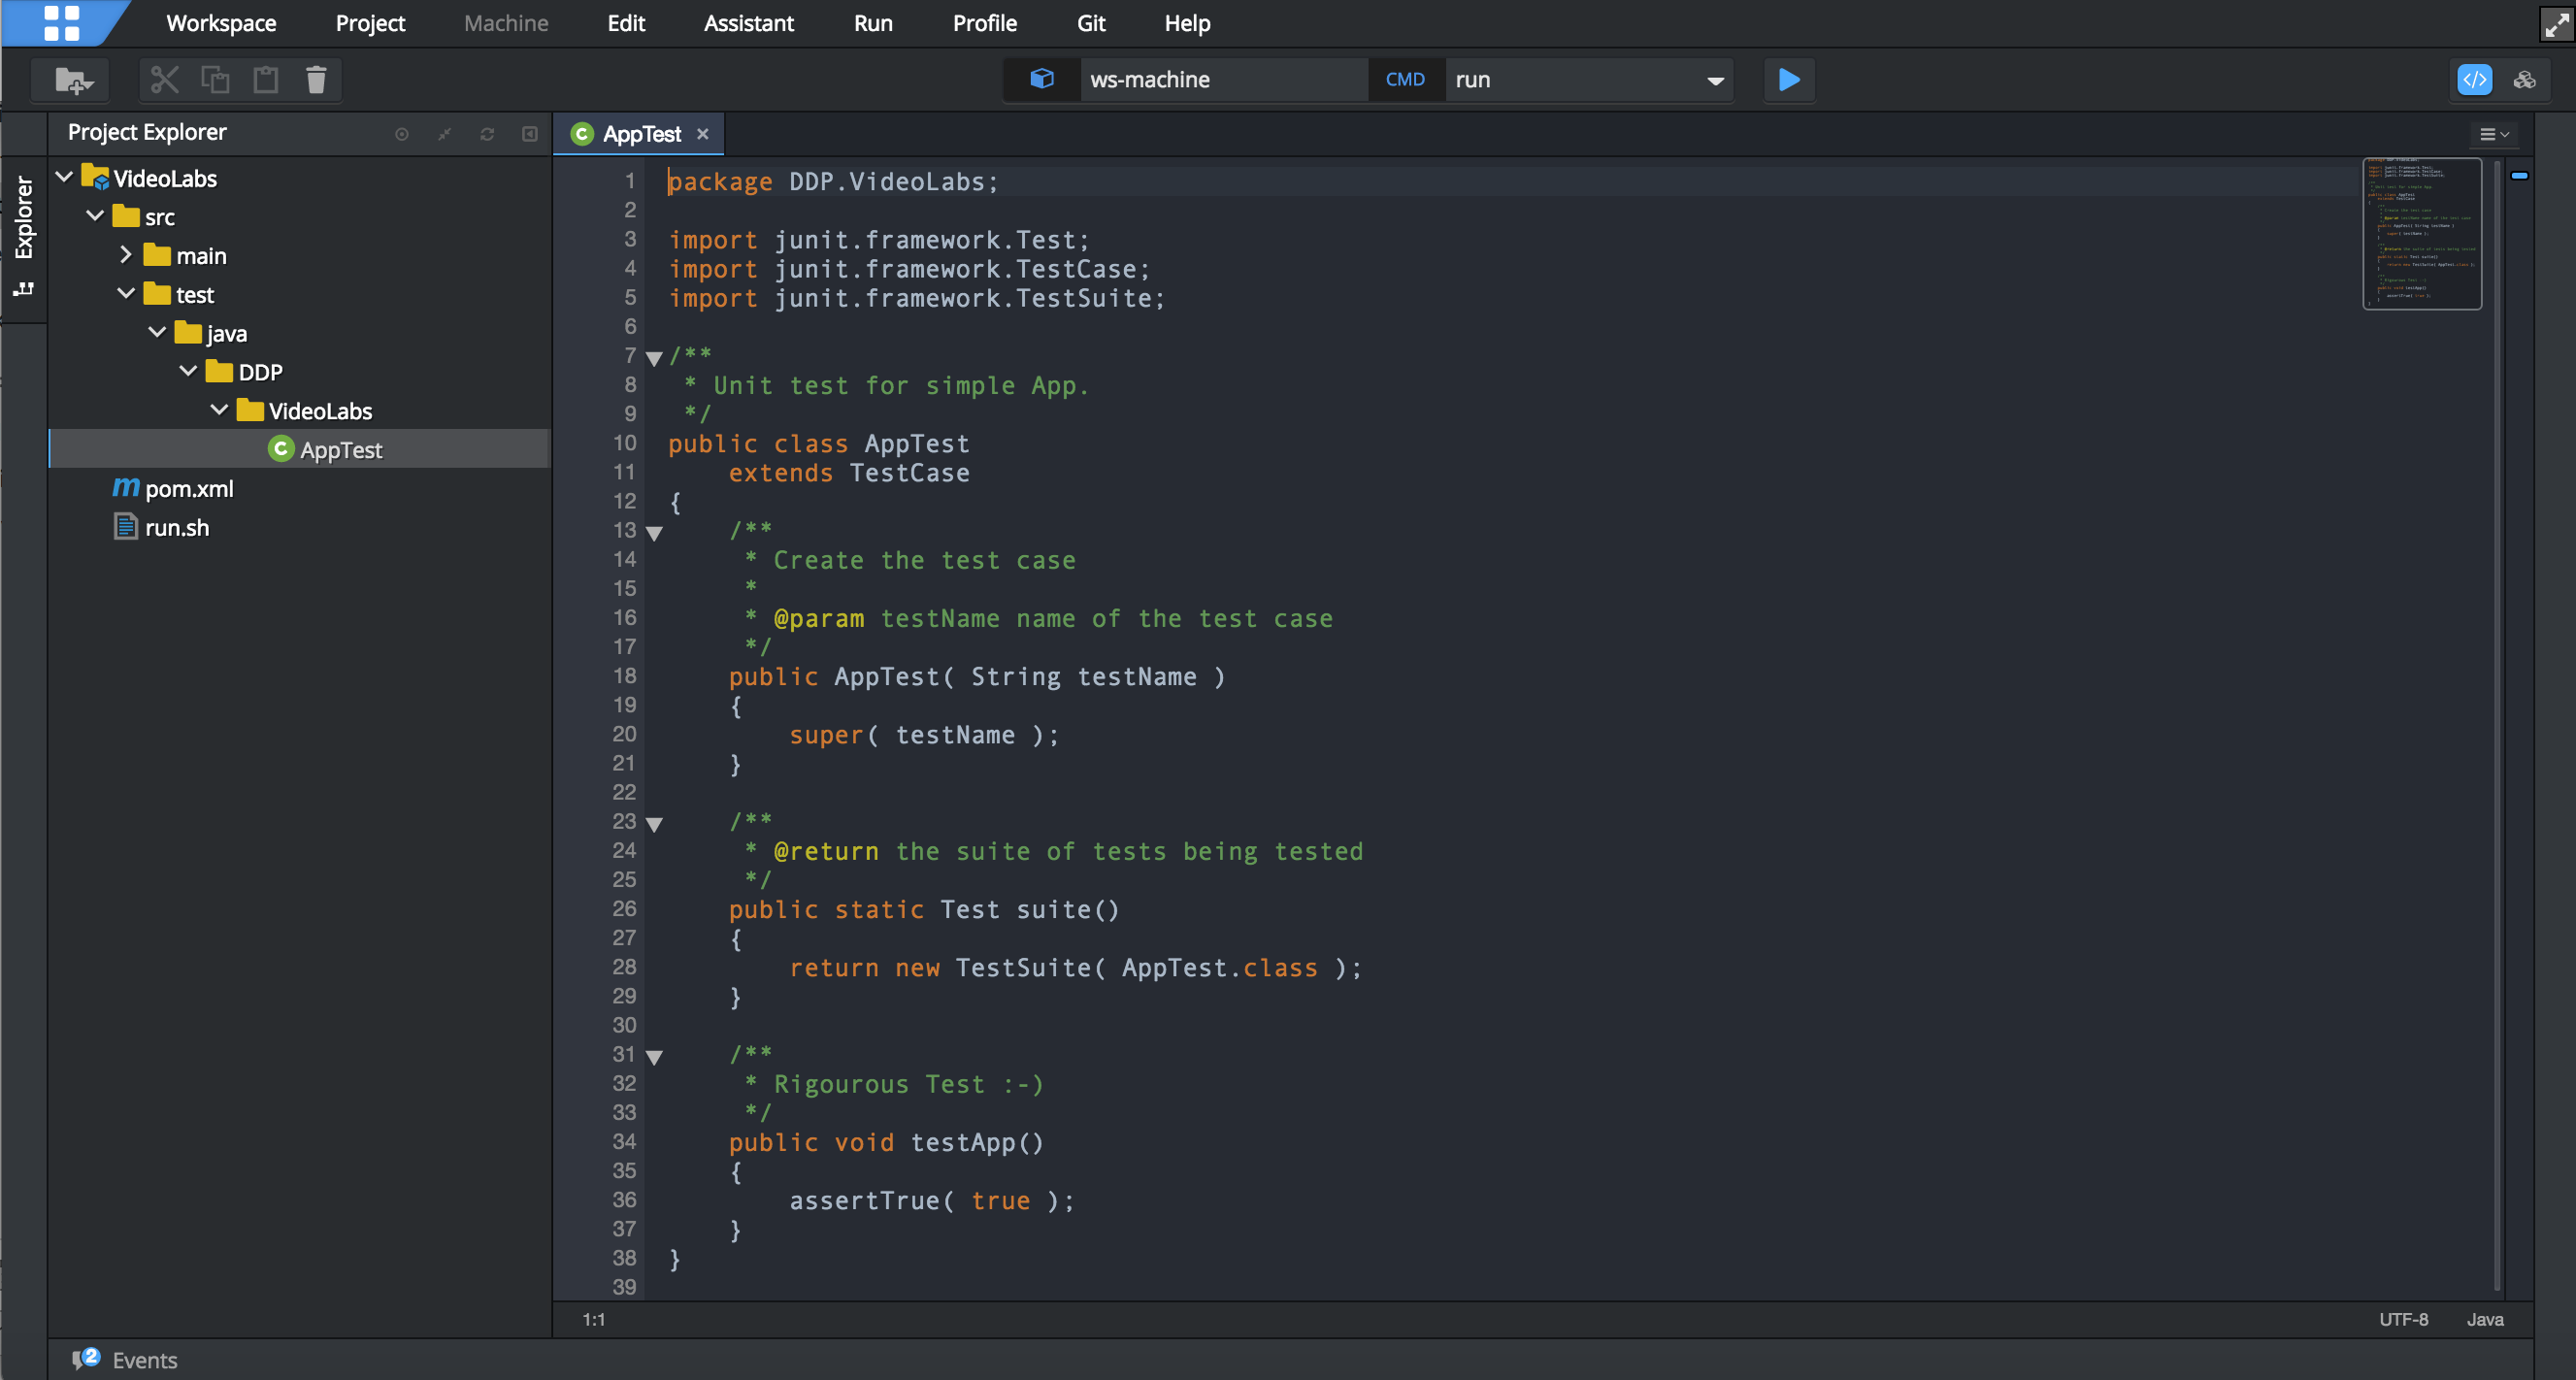 Workspace Project Machine Edit Assistant Run Profile Git Help
ws-machine CMD run
Project Explorer
Explorer
VideoLabs
src
main
test
java
DDP
VideoLabs
C AppTest
m pom.xml
run.sh
C AppTest ×
1 package DDP.VideoLabs;
2
3 import junit.framework.Test;
4 import junit.framework.TestCase;
5 import junit.framework.TestSuite;
6
7 /**
8  * Unit test for simple App.
9  */
10 public class AppTest
11     extends TestCase
12 {
13     /**
14      * Create the test case
15      *
16      * @param testName name of the test case
17      */
18     public AppTest( String testName )
19     {
20         super( testName );
21     }
22
23     /**
24      * @return the suite of tests being tested
25      */
26     public static Test suite()
27     {
28         return new TestSuite( AppTest.class );
29     }
30
31     /**
32      * Rigourous Test :-)
33      */
34     public void testApp()
35     {
36         assertTrue( true );
37     }
38 }
39
1:1 UTF-8 Java
2 Events